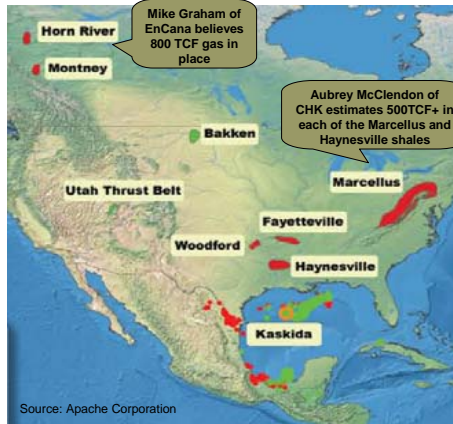 Mike Graham of
EnCana believes
800 TCF gas in
place
Horn River
Montney
Aubrey McClendon of
CHK estimates 500TCF+ in
each of the Marcellus and
Haynesville shales
Bakken
Marcellus
Utah Thrust Belt
Fayetteville
Woodford
Haynesville
Kaskida
Source: Apache Corporation